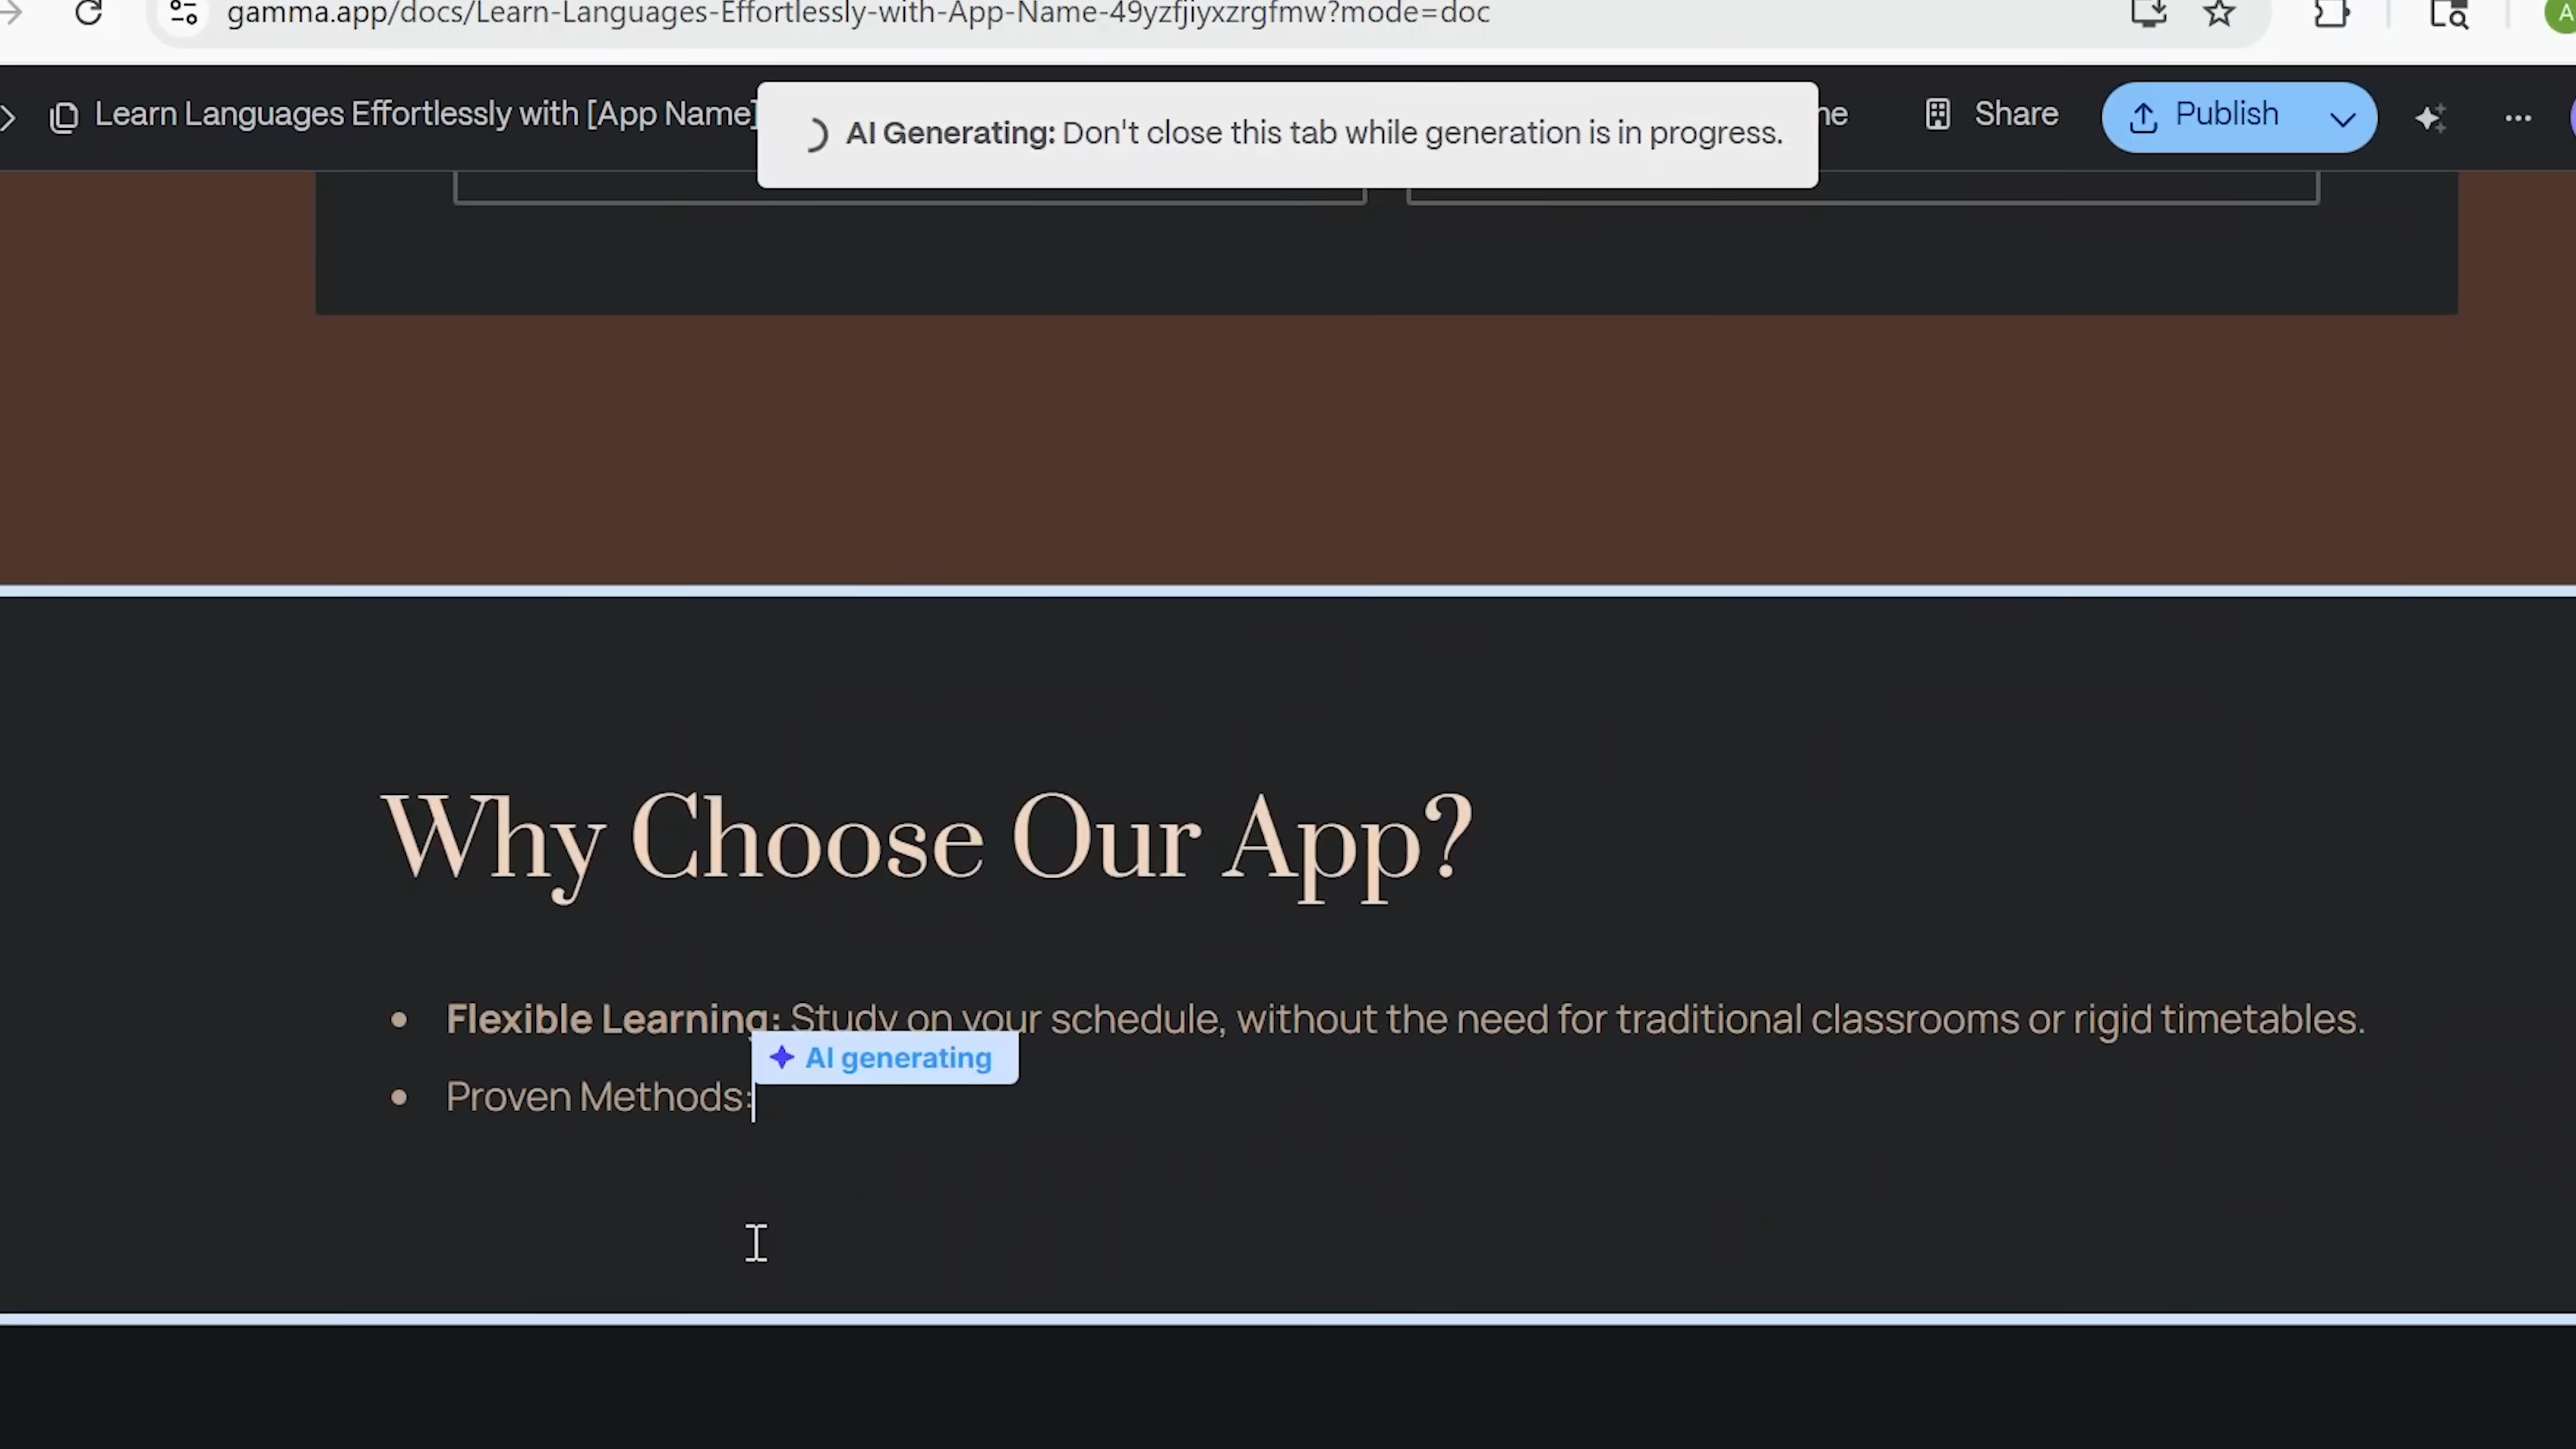 gamma.app/docs/Learn-Languages-Effortlessly-with-App-Name-49yzfjiyxzrgfmw?mode=doc
A
Learn Languages Effortlessly with [App Name]
AI Generating: Don't close this tab while generation is in progress.
Share
Publish
Why Choose Our App?
Flexible Learning: Study on your schedule, without the need for traditional classrooms or rigid timetables.
AI generating
Proven Methods: